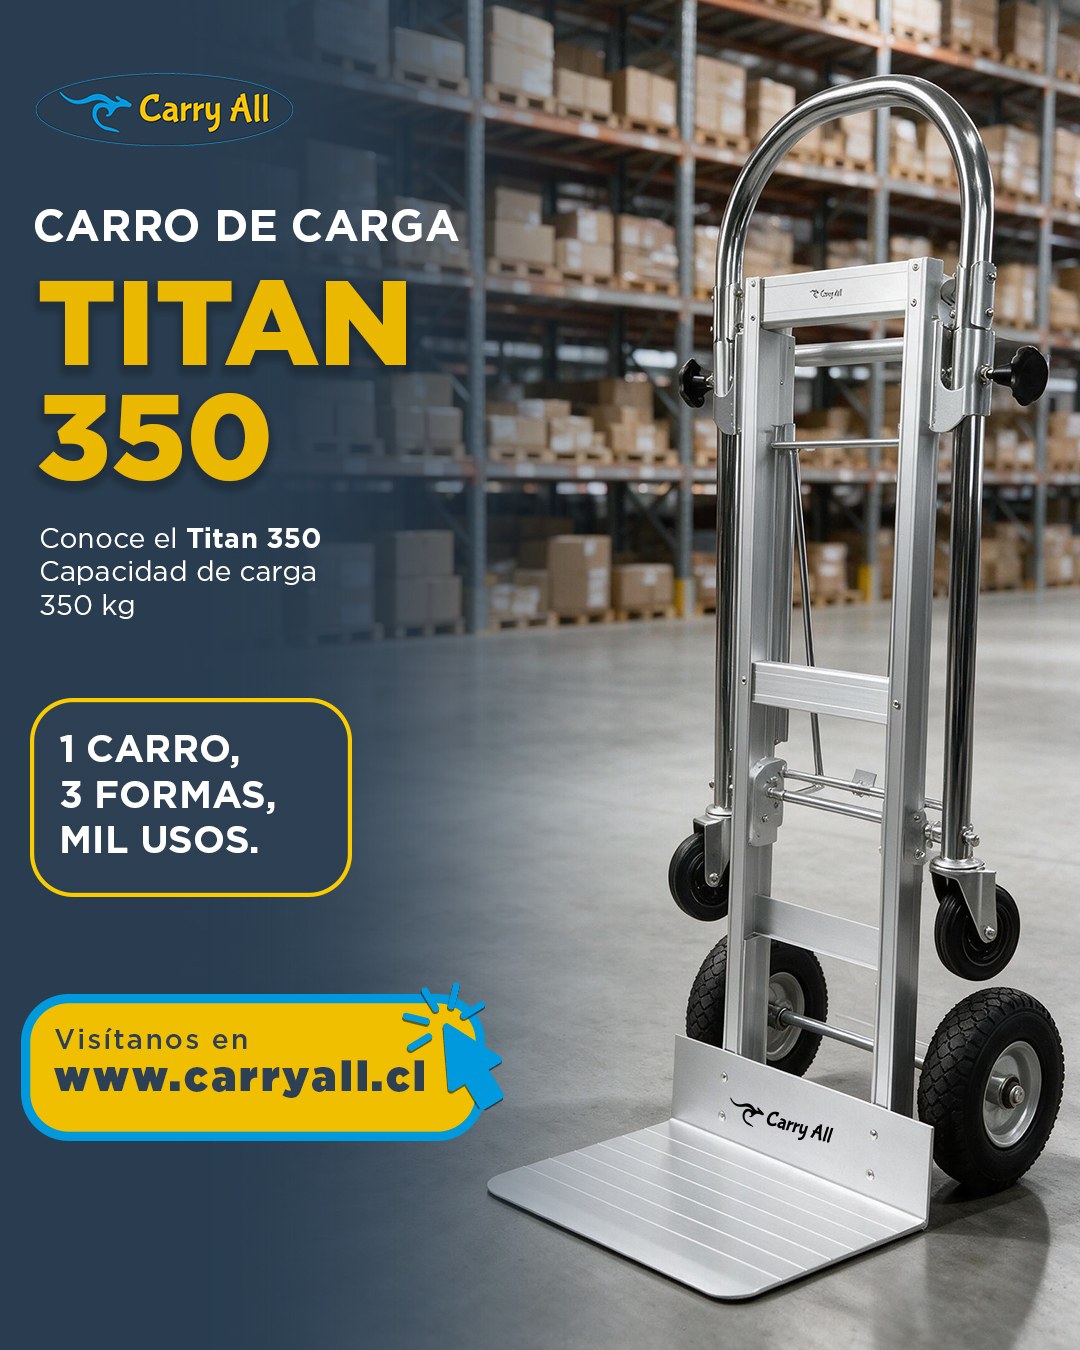 Carry All
CARRO DE CARGA
TITAN
350
Conoce el Titan 350
Capacidad de carga
350 kg
1 CARRO,
3 FORMAS,
MIL USOS.
Visítanos en
www.carryall.cl
Carry All
Carry All